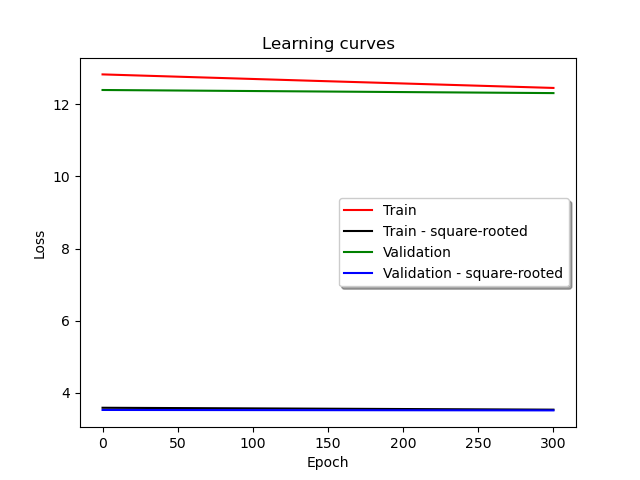 Learning curves
12
10
8
6
4
Loss
Train
Train - square-rooted
Validation
Validation - square-rooted
0 50 100 150 200 250 300
Epoch